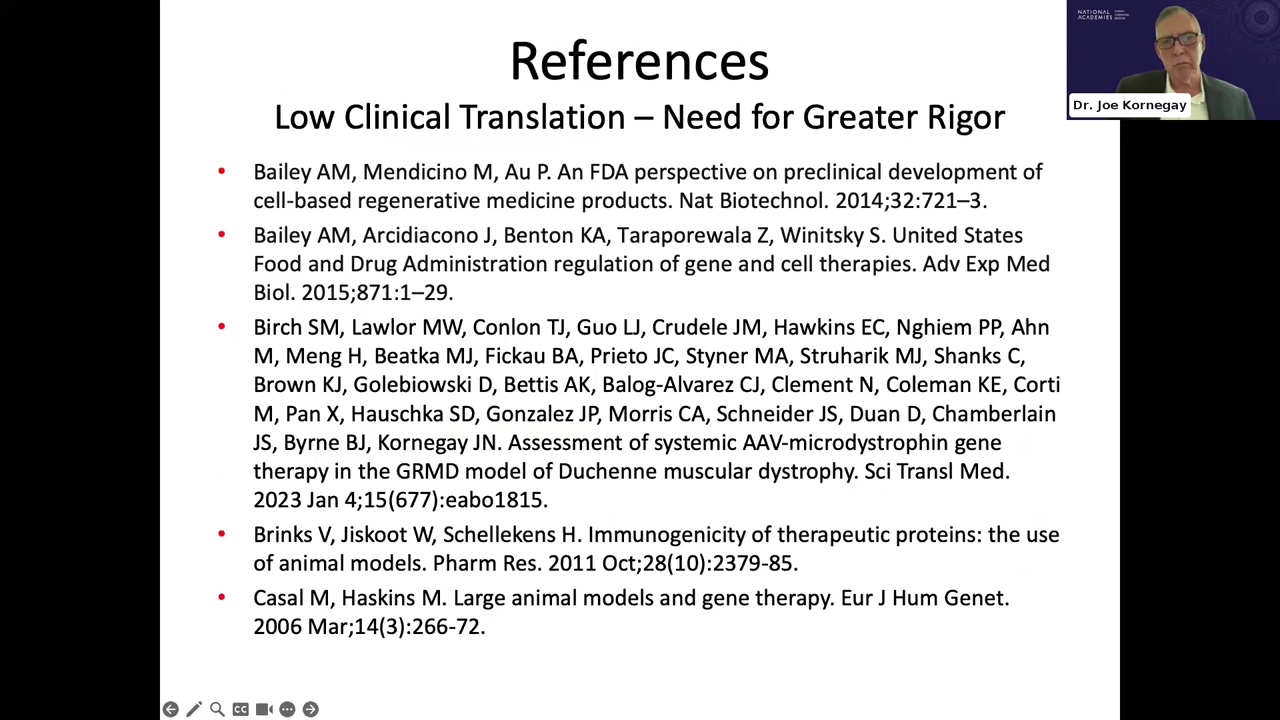 References
Low Clinical Translation – Need for Greater Rigor
NATIONAL
ACADEMIES
Sciences
Engineering
Medicine
Dr. Joe Kornegay
• Bailey AM, Mendicino M, Au P. An FDA perspective on preclinical development of
cell-based regenerative medicine products. Nat Biotechnol. 2014;32:721–3.
• Bailey AM, Arcidiacono J, Benton KA, Taraporewala Z, Winitsky S. United States
Food and Drug Administration regulation of gene and cell therapies. Adv Exp Med
Biol. 2015;871:1–29.
• Birch SM, Lawlor MW, Conlon TJ, Guo LJ, Crudele JM, Hawkins EC, Nghiem PP, Ahn
M, Meng H, Beatka MJ, Fickau BA, Prieto JC, Styner MA, Struharik MJ, Shanks C,
Brown KJ, Golebiowski D, Bettis AK, Balog-Alvarez CJ, Clement N, Coleman KE, Corti
M, Pan X, Hauschka SD, Gonzalez JP, Morris CA, Schneider JS, Duan D, Chamberlain
JS, Byrne BJ, Kornegay JN. Assessment of systemic AAV-microdystrophin gene
therapy in the GRMD model of Duchenne muscular dystrophy. Sci Transl Med.
2023 Jan 4;15(677):eabo1815.
• Brinks V, Jiskoot W, Schellekens H. Immunogenicity of therapeutic proteins: the use
of animal models. Pharm Res. 2011 Oct;28(10):2379-85.
• Casal M, Haskins M. Large animal models and gene therapy. Eur J Hum Genet.
2006 Mar;14(3):266-72.
CC